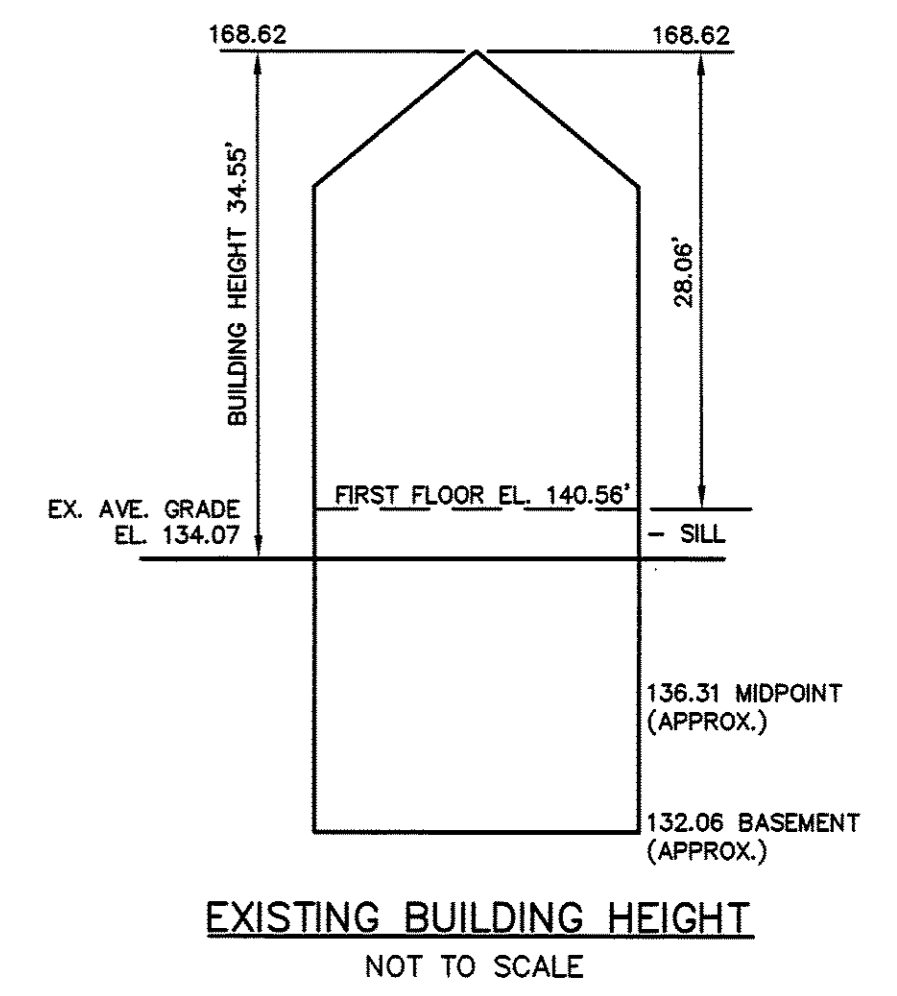 168.62
168.62
BUILDING HEIGHT 34.55'
28.06'
FIRST FLOOR EL. 140.56'
EX. AVE. GRADE
EL. 134.07
- SILL
136.31 MIDPOINT
(APPROX.)
132.06 BASEMENT
(APPROX.)
EXISTING BUILDING HEIGHT
NOT TO SCALE